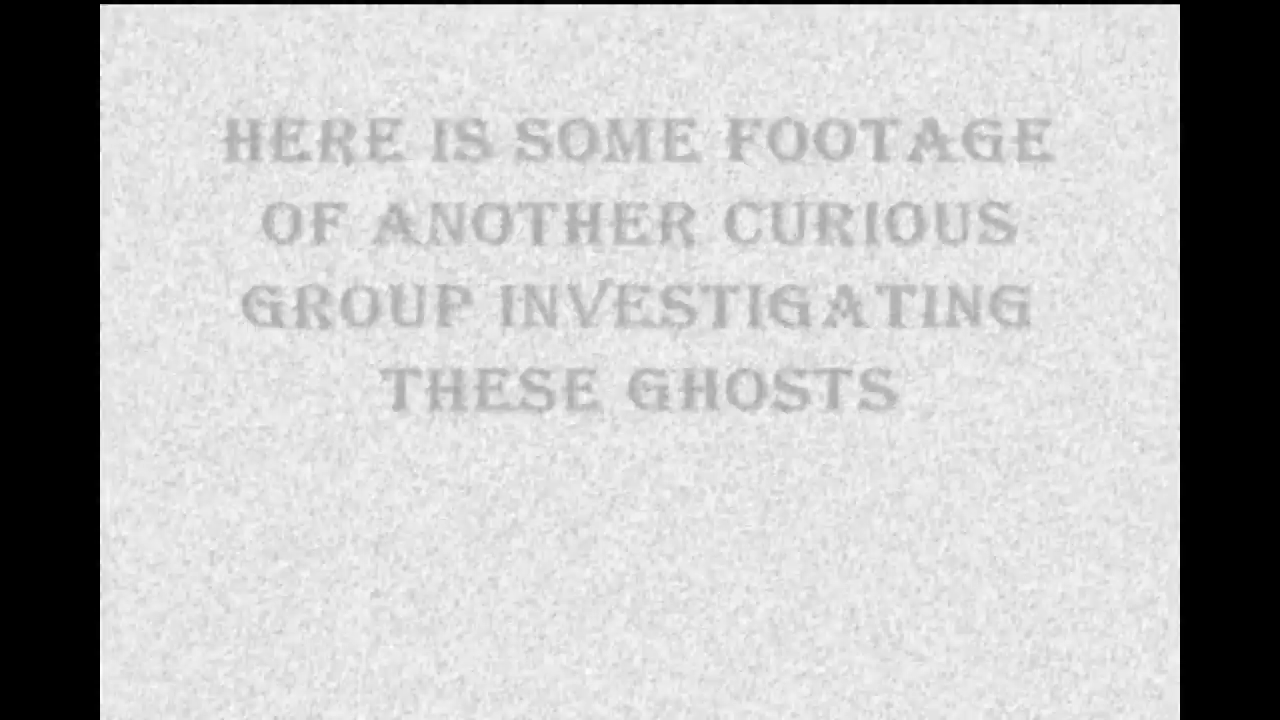 HERE IS SOME FOOTAGE
OF ANOTHER CURIOUS
GROUP INVESTIGATING
THESE GHOSTS